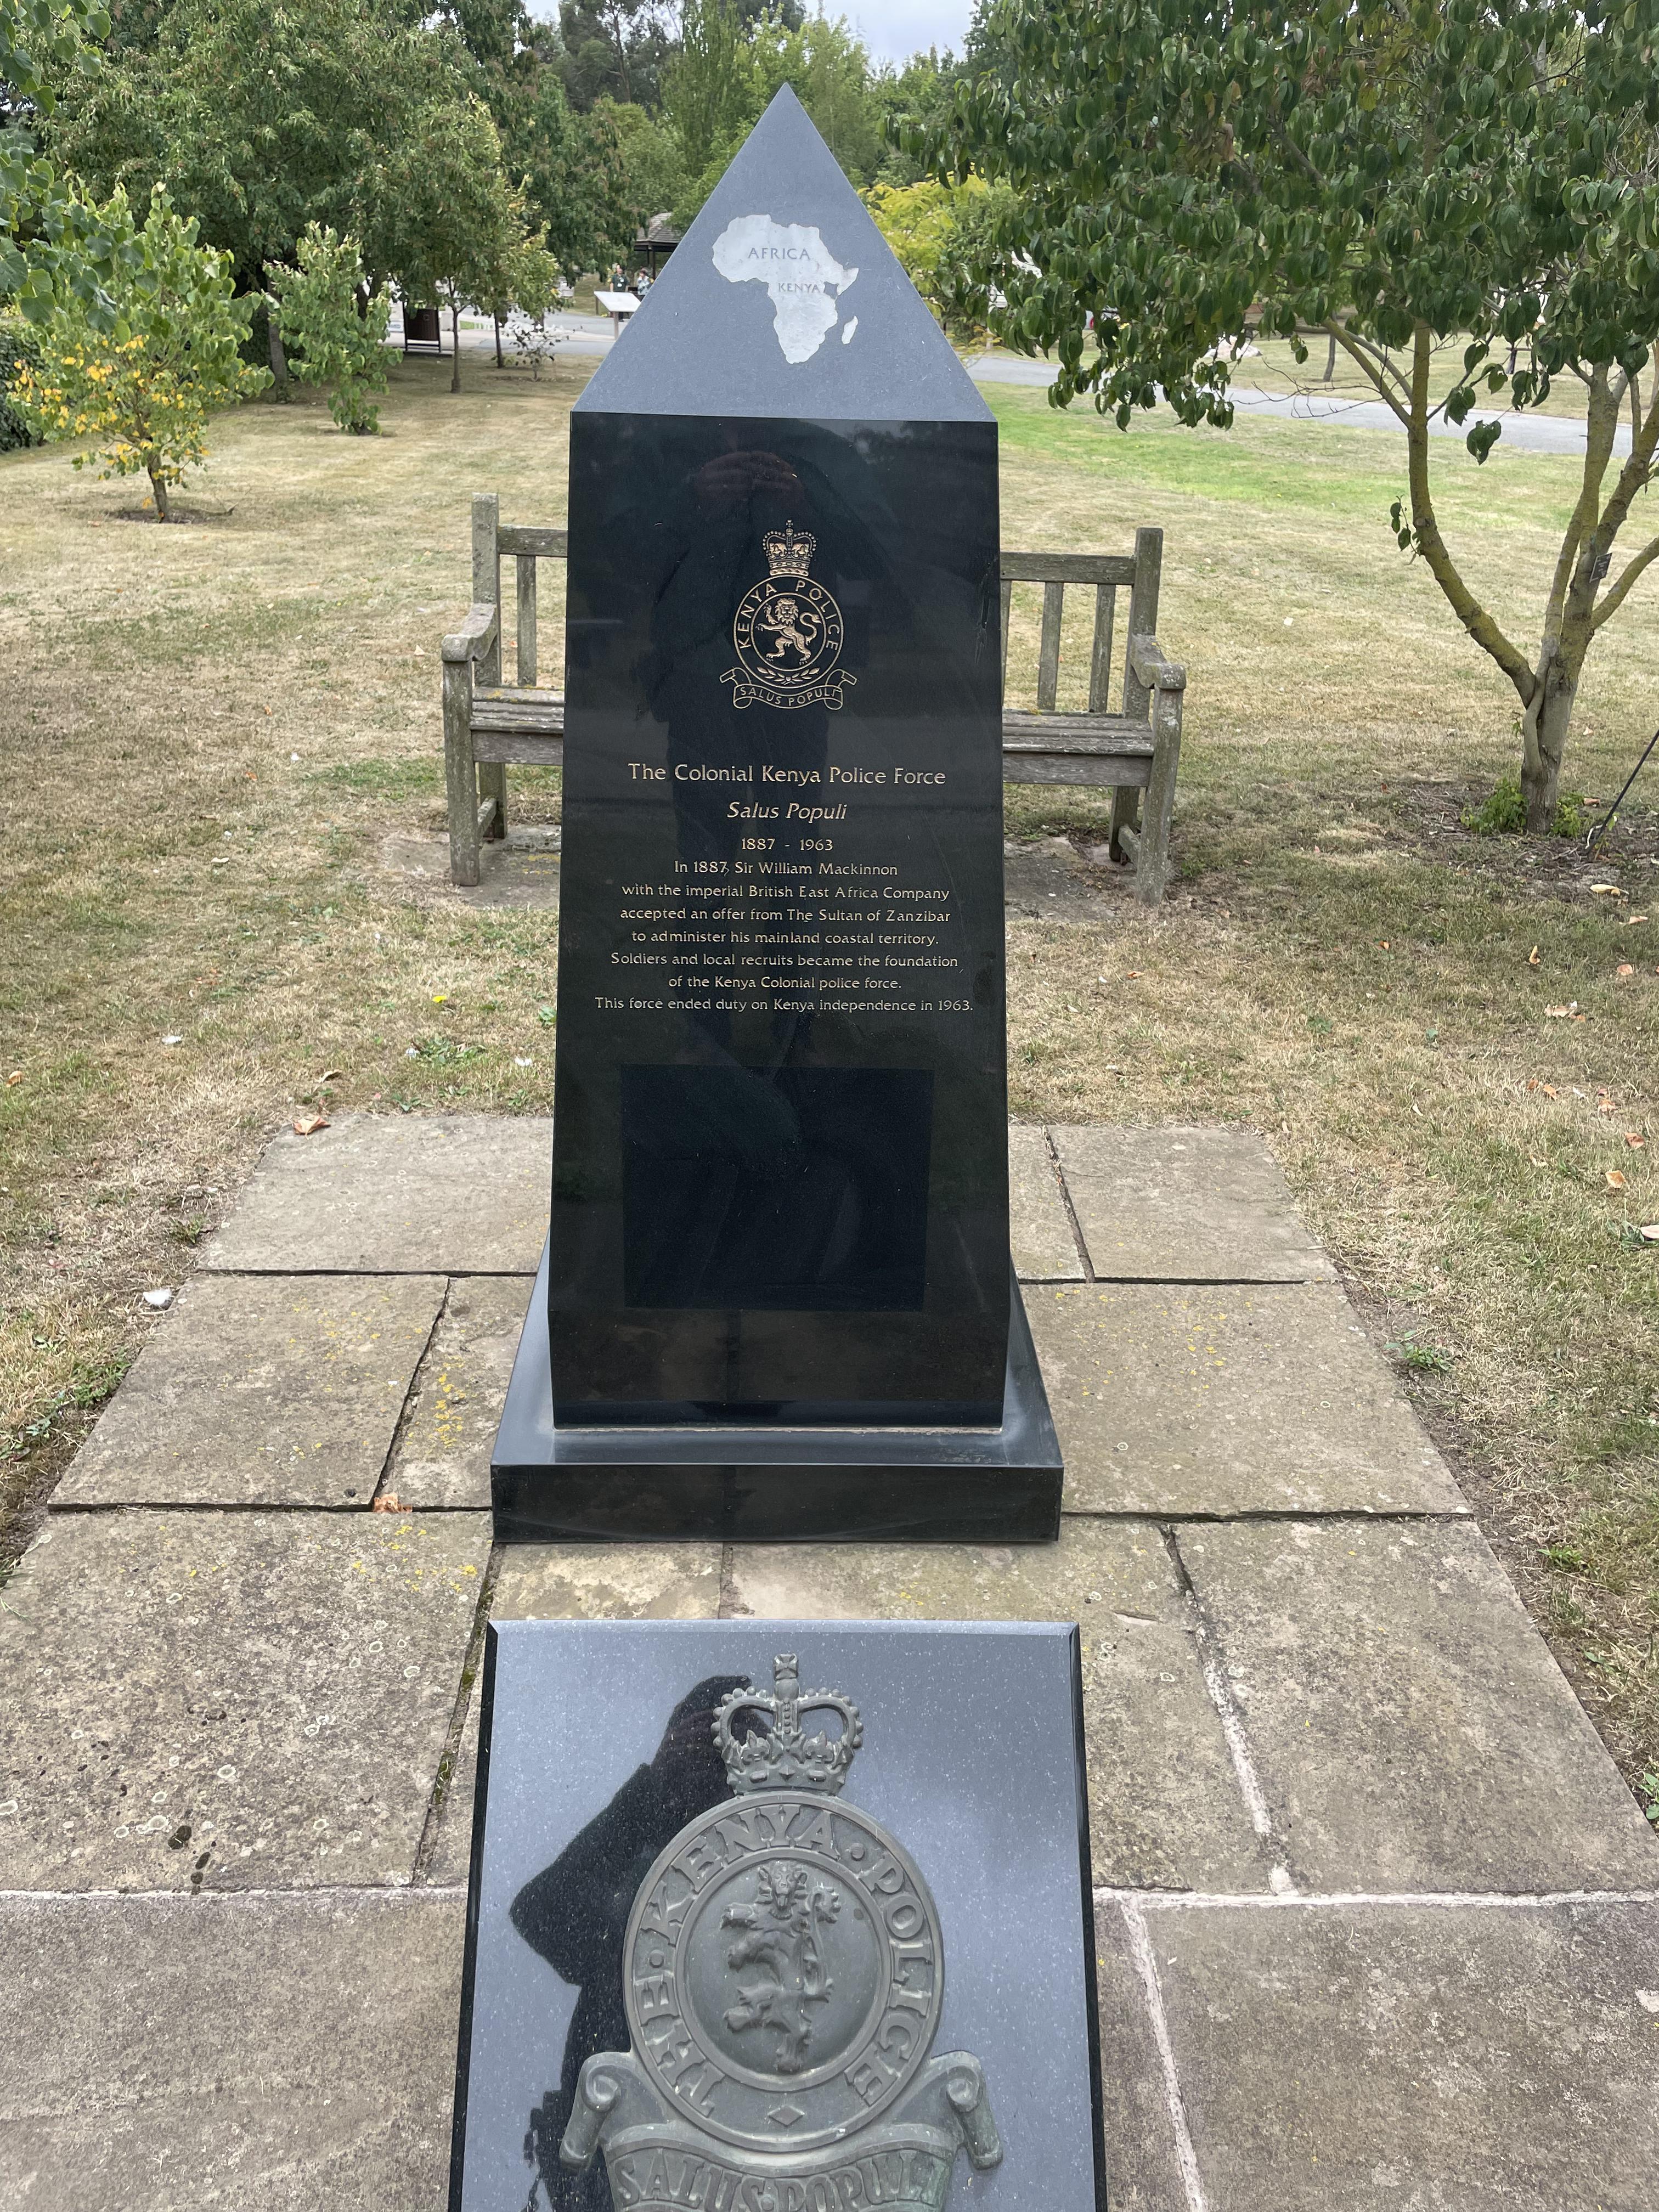 AFRICA
KENYA
KENYA POLICE
SALUS POPULI
The Colonial Kenya Police Force
Salus Populi
1887 - 1963
In 1887, Sir William Mackinnon
with the imperial British East Africa Company
accepted an offer from The Sultan of Zanzibar
to administer his mainland coastal territory.
Soldiers and local recruits became the foundation
of the Kenya Colonial police force.
This force ended duty on Kenya independence in 1963.
THE·KENYA·POLICE
SALUS·POPULI